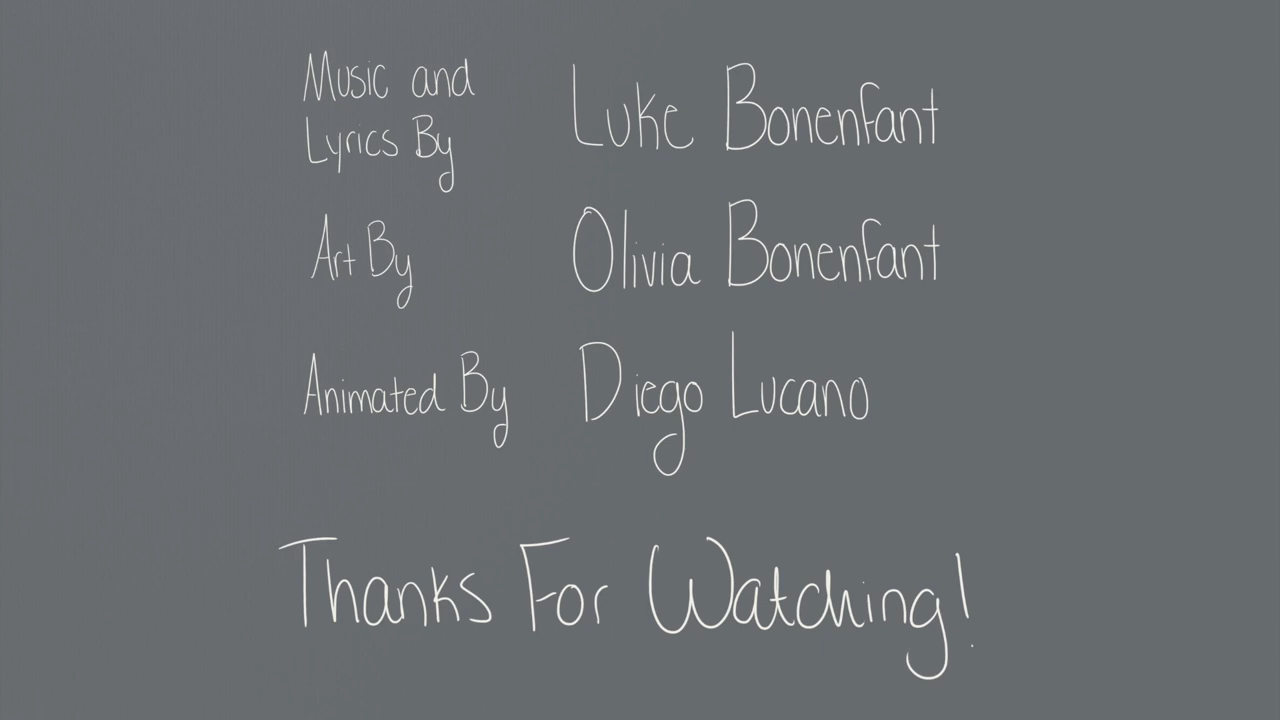 Music and
Lyrics By
Luke Bonenfant
Art By
Olivia Bonenfant
Animated By
Diego Lucano
Thanks For Watching!